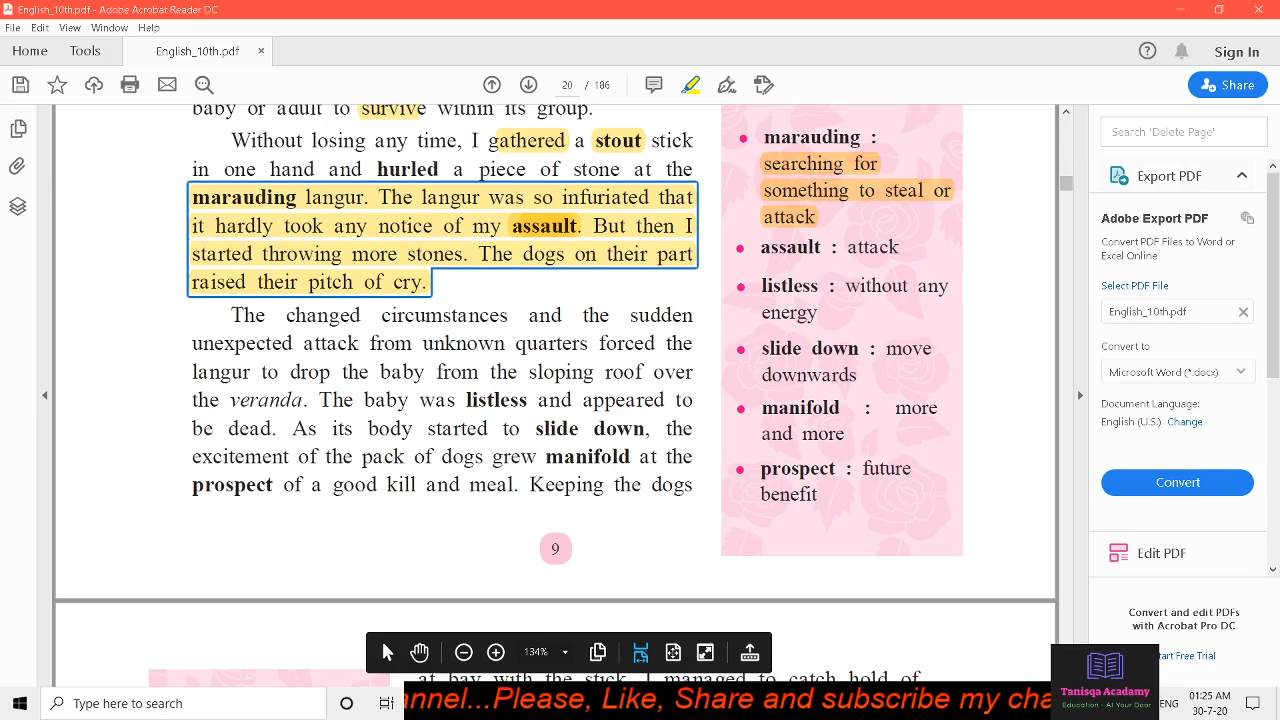 English_10th.pdf - Adobe Acrobat Reader DC
File Edit View Window Help
Home Tools English_10th.pdf × Sign In
20 / 186 Share
baby or adult to survive within its group.
Without losing any time, I gathered a stout stick
in one hand and hurled a piece of stone at the
marauding langur. The langur was so infuriated that
it hardly took any notice of my assault. But then I
started throwing more stones. The dogs on their part
raised their pitch of cry.
The changed circumstances and the sudden
unexpected attack from unknown quarters forced the
langur to drop the baby from the sloping roof over
the veranda. The baby was listless and appeared to
be dead. As its body started to slide down, the
excitement of the pack of dogs grew manifold at the
prospect of a good kill and meal. Keeping the dogs
9
• marauding :
searching for
something to steal or
attack
• assault : attack
• listless : without any
energy
• slide down : move
downwards
• manifold : more
and more
• prospect : future
benefit
Search 'Delete Page'
Export PDF
Adobe Export PDF
Convert PDF Files to Word or
Excel Online
Select PDF File
English_10th.pdf
Convert to
Microsoft Word (*.docx)
Document Language:
English (U.S.) Change
Convert
Edit PDF
Convert and edit PDFs
with Acrobat Pro DC
Start Free Trial
134%
at bay with the stick
managed to catch hold of
annel...Please, Like, Share and subscribe my cha
Tanisqa Acadamy
Education - At Your Door
Type here to search
ENG
01:25 AM
30-7-20